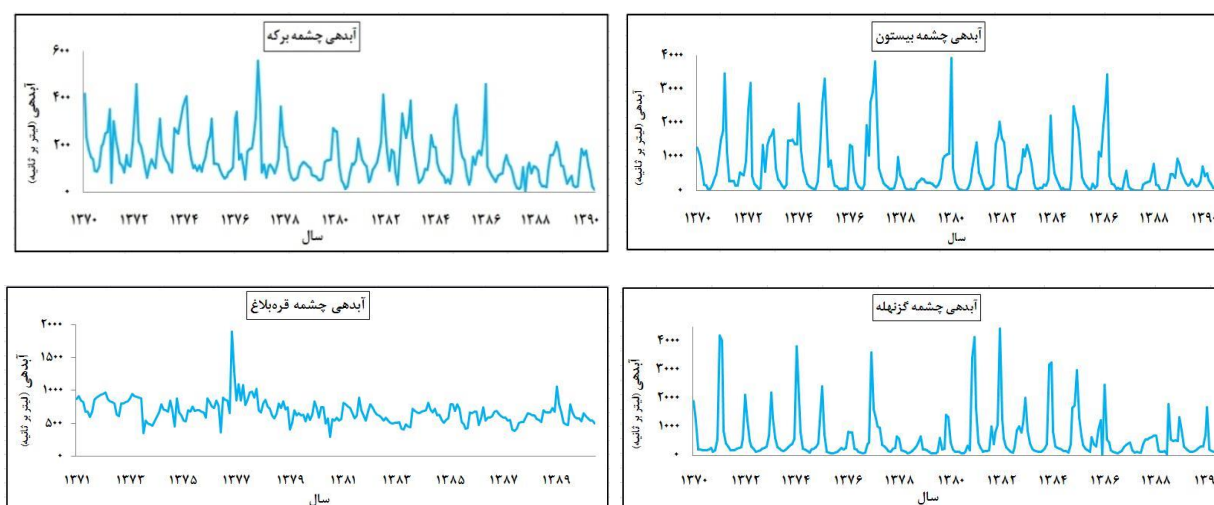 آبدهی چشمه برکه
آبدهی (لیتر بر ثانیه)
۶۰۰
۴۰۰
۲۰۰
۰
۱۳۷۰ ۱۳۷۲ ۱۳۷۴ ۱۳۷۶ ۱۳۷۸ ۱۳۸۰ ۱۳۸۲ ۱۳۸۴ ۱۳۸۶ ۱۳۸۸ ۱۳۹۰
سال
آبدهی چشمه بیستون
آبدهی (لیتر بر ثانیه)
۴۰۰۰
۳۰۰۰
۲۰۰۰
۱۰۰۰
۰
۱۳۷۰ ۱۳۷۲ ۱۳۷۴ ۱۳۷۶ ۱۳۷۸ ۱۳۸۰ ۱۳۸۲ ۱۳۸۴ ۱۳۸۶ ۱۳۸۸ ۱۳۹۰
سال
آبدهی چشمه قره‌بلاغ
آبدهی (لیتر بر ثانیه)
۲۰۰۰
۱۵۰۰
۱۰۰۰
۵۰۰
۰
۱۳۷۱ ۱۳۷۳ ۱۳۷۵ ۱۳۷۷ ۱۳۷۹ ۱۳۸۱ ۱۳۸۳ ۱۳۸۵ ۱۳۸۷ ۱۳۸۹
سال
آبدهی چشمه گزنهله
آبدهی (لیتر بر ثانیه)
۴۰۰۰
۳۰۰۰
۲۰۰۰
۱۰۰۰
۰
۱۳۷۰ ۱۳۷۲ ۱۳۷۴ ۱۳۷۶ ۱۳۷۸ ۱۳۸۰ ۱۳۸۲ ۱۳۸۴ ۱۳۸۶ ۱۳۸۸ ۱۳۹۰
سال